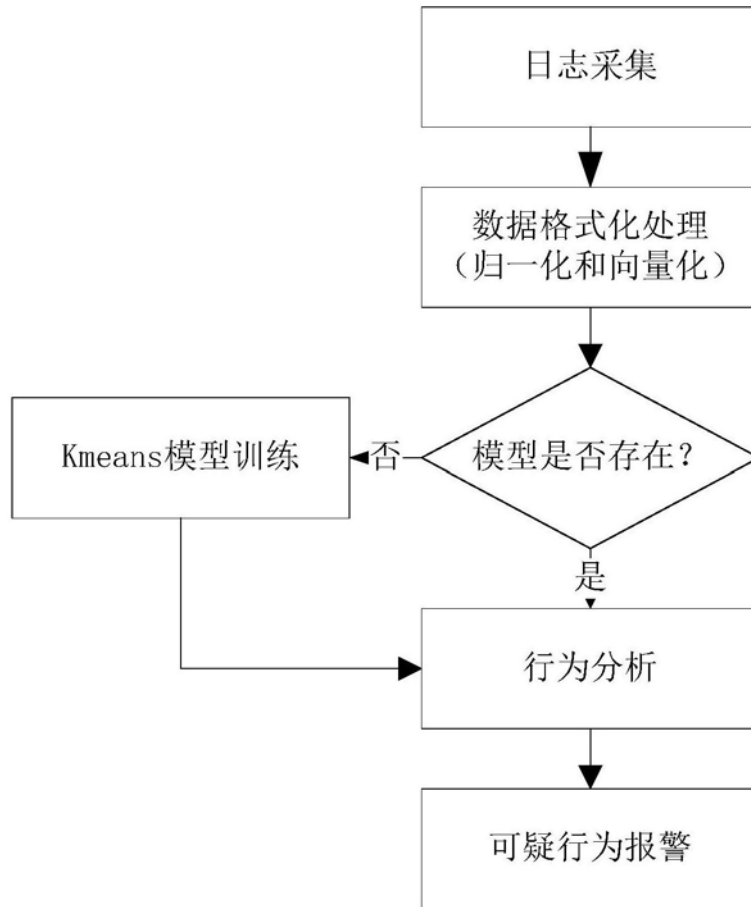 日志采集
数据格式化处理
（归一化和向量化）
模型是否存在？
否
Kmeans模型训练
是
行为分析
可疑行为报警